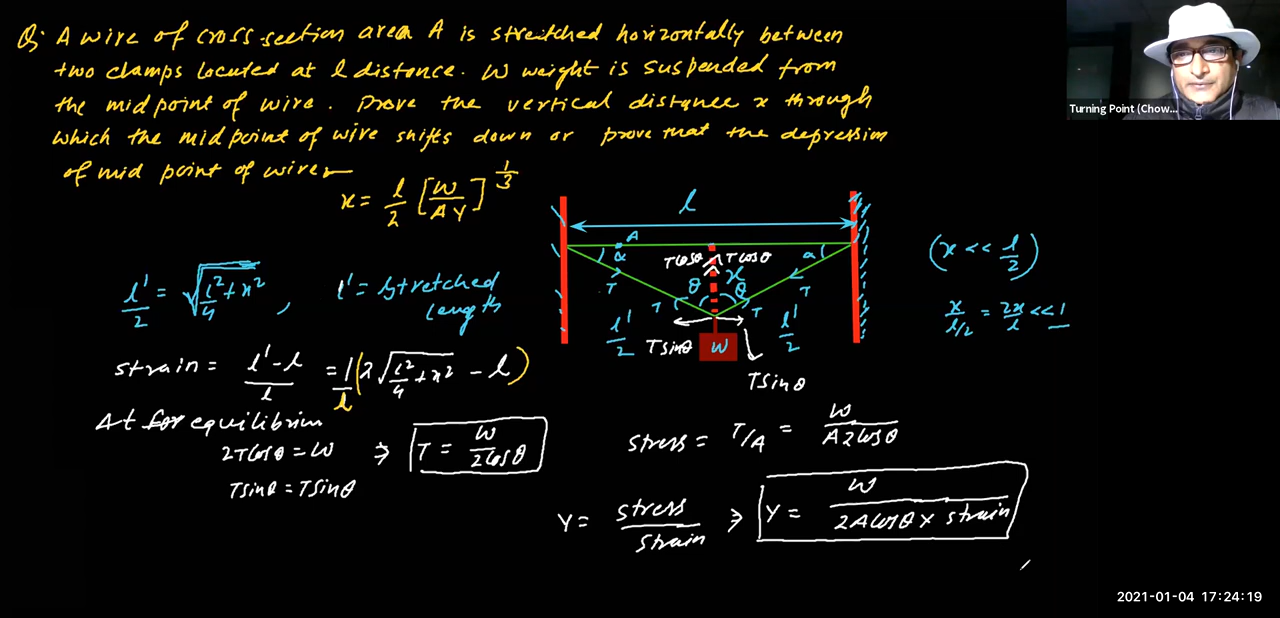 Q: A wire of cross-section area A is stretched horizontally between
two clamps located at l distance. W weight is suspended from
the mid point of wire. Prove the vertical distance x through
which the mid point of wire shifts down or prove that the depression
of mid point of wire
x = l/2 [W/AY]^1/3
Turning Point (Chow...
l
A
α
α
Tcosθ Tcosθ
x
θ θ
T T
T T
l'/2
l'/2
Tsinθ
W
Tsinθ
(x << l/2)
x/(l/2) = 2x/l << 1
l'/2 = √(l²/4 + x²) , l' = stretched length
strain = (l' - l)/l = 1/l (2√(l²/4 + x²) - l)
At for equilibrium
2Tcosθ = W ⇒ T = W/2cosθ
Tsinθ = Tsinθ
stress = T/A = W/A2cosθ
Y = stress/strain ⇒ Y = W/(2Acosθ × strain)
2021-01-04 17:24:19